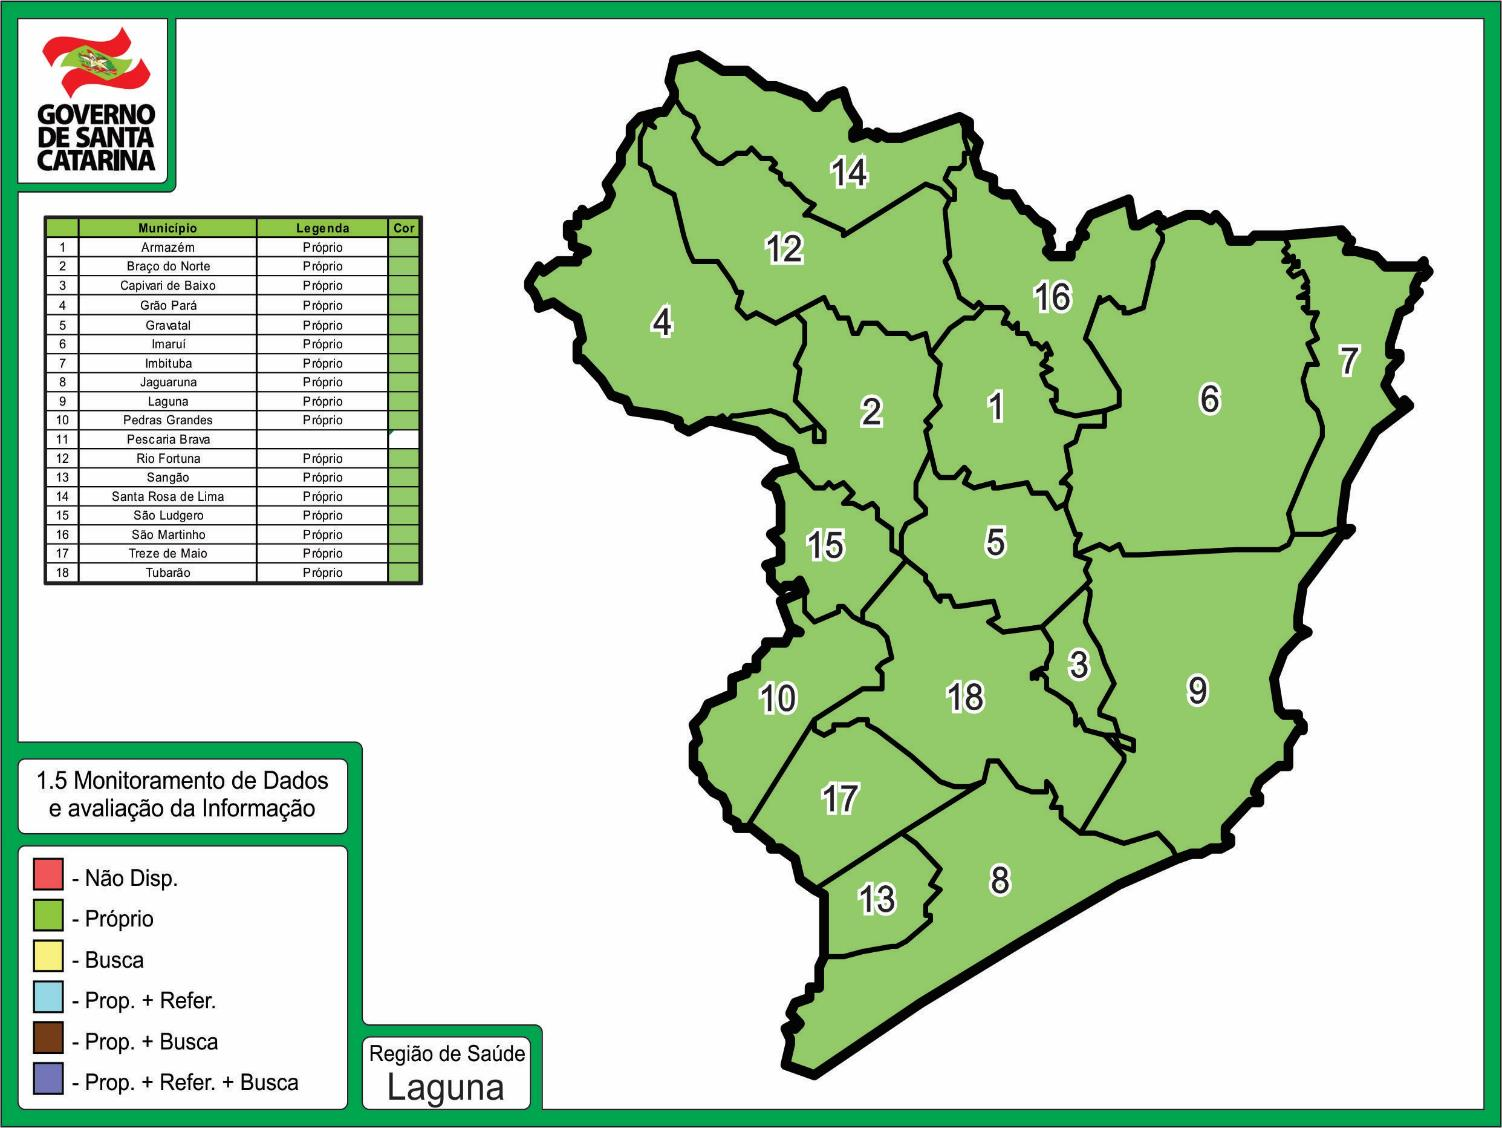 GOVERNO
DE SANTA
CATARINA
Município Legenda Cor
1 Armazém Próprio
2 Braço do Norte Próprio
3 Capivari de Baixo Próprio
4 Grão Pará Próprio
5 Gravatal Próprio
6 Imaruí Próprio
7 Imbituba Próprio
8 Jaguaruna Próprio
9 Laguna Próprio
10 Pedras Grandes Próprio
11 Pescaria Brava
12 Rio Fortuna Próprio
13 Sangão Próprio
14 Santa Rosa de Lima Próprio
15 São Ludgero Próprio
16 São Martinho Próprio
17 Treze de Maio Próprio
18 Tubarão Próprio
14
12
16
4
7
6
2
1
15
5
3
10
18
9
17
13
8
1.5 Monitoramento de Dados
e avaliação da Informação
- Não Disp.
- Próprio
- Busca
- Prop. + Refer.
- Prop. + Busca
- Prop. + Refer. + Busca
Região de Saúde
Laguna